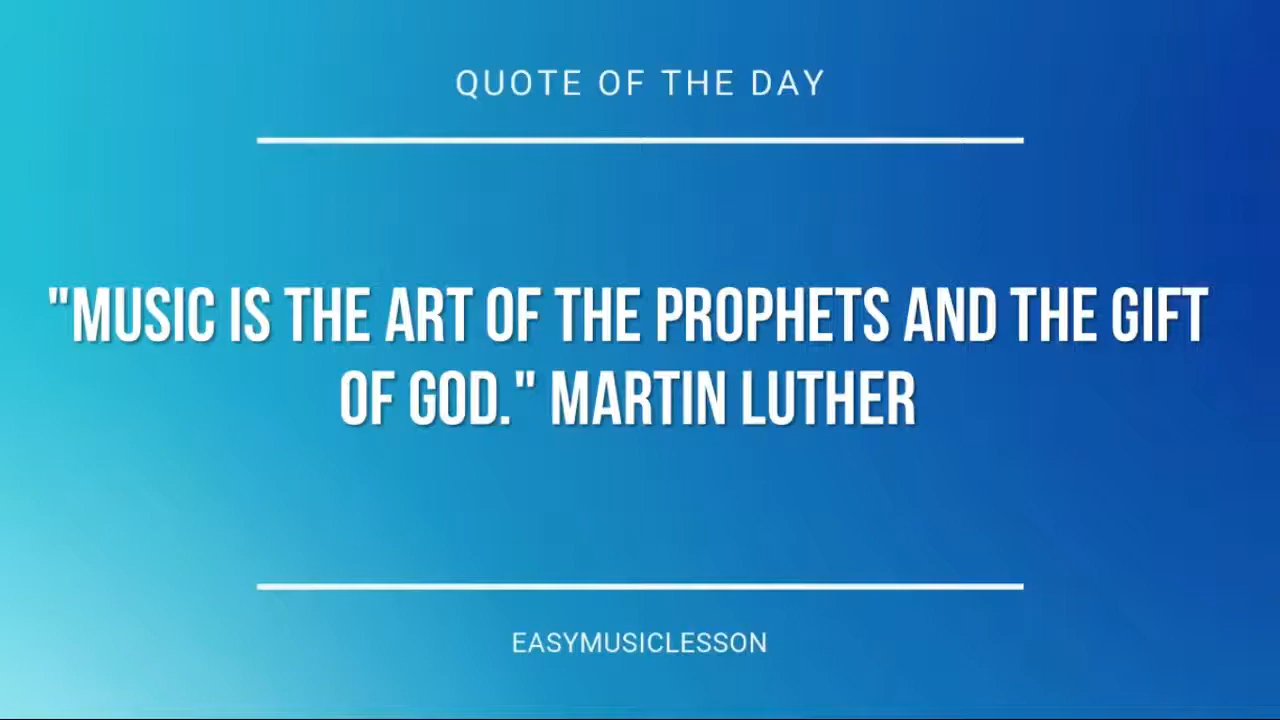 QUOTE OF THE DAY
"MUSIC IS THE ART OF THE PROPHETS AND THE GIFT
OF GOD." MARTIN LUTHER
EASYMUSICLESSON